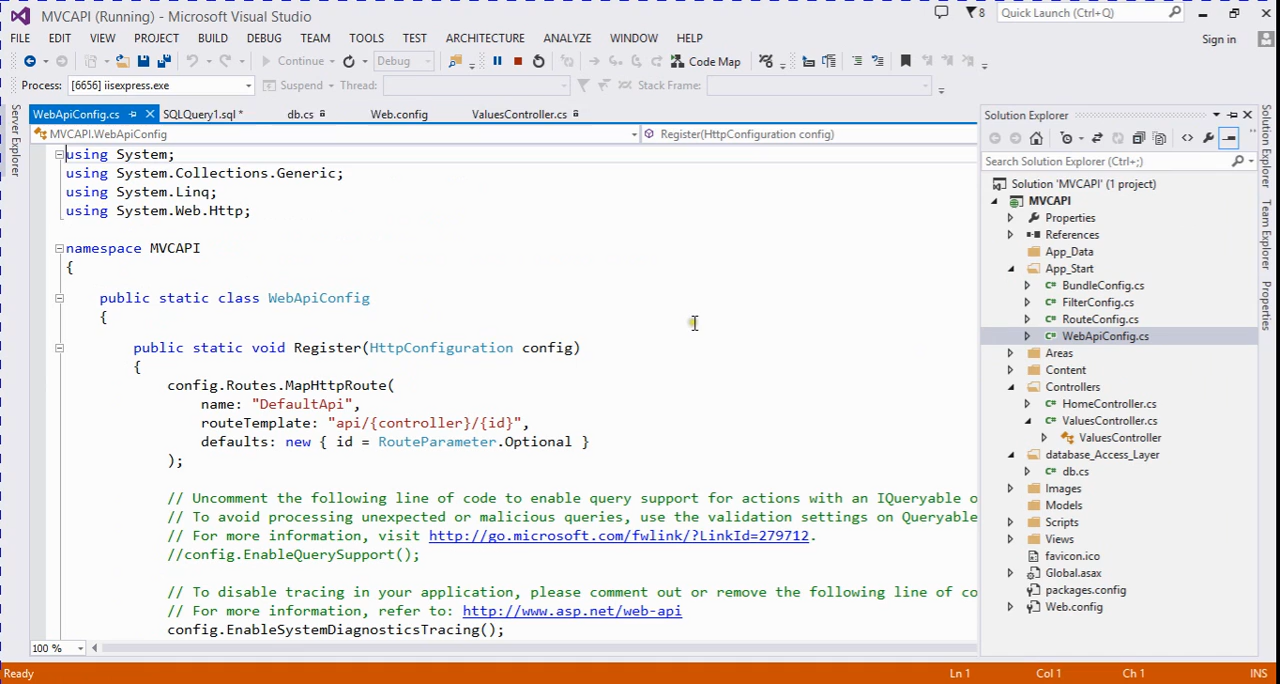 MVCAPI (Running) - Microsoft Visual Studio
8
Quick Launch (Ctrl+Q)
FILE EDIT VIEW PROJECT BUILD DEBUG TEAM TOOLS TEST ARCHITECTURE ANALYZE WINDOW HELP
Sign in
Continue Debug Code Map
Process: [6656] iisexpress.exe Suspend Thread: Stack Frame:
Server Explorer
WebApiConfig.cs SQLQuery1.sql* db.cs Web.config ValuesController.cs
MVCAPI.WebApiConfig Register(HttpConfiguration config)
using System;
using System.Collections.Generic;
using System.Linq;
using System.Web.Http;
namespace MVCAPI
{
public static class WebApiConfig
{
public static void Register(HttpConfiguration config)
{
config.Routes.MapHttpRoute(
name: "DefaultApi",
routeTemplate: "api/{controller}/{id}",
defaults: new { id = RouteParameter.Optional }
);
// Uncomment the following line of code to enable query support for actions with an IQueryable o
// To avoid processing unexpected or malicious queries, use the validation settings on Queryable
// For more information, visit http://go.microsoft.com/fwlink/?LinkId=279712.
//config.EnableQuerySupport();
// To disable tracing in your application, please comment out or remove the following line of co
// For more information, refer to: http://www.asp.net/web-api
config.EnableSystemDiagnosticsTracing();
100 %
Solution Explorer
Search Solution Explorer (Ctrl+;)
Solution 'MVCAPI' (1 project)
MVCAPI
Properties
References
App_Data
App_Start
BundleConfig.cs
FilterConfig.cs
RouteConfig.cs
WebApiConfig.cs
Areas
Content
Controllers
HomeController.cs
ValuesController.cs
ValuesController
database_Access_Layer
db.cs
Images
Models
Scripts
Views
favicon.ico
Global.asax
packages.config
Web.config
Solution Explorer
Team Explorer
Properties
Ready Ln 1 Col 1 Ch 1 INS